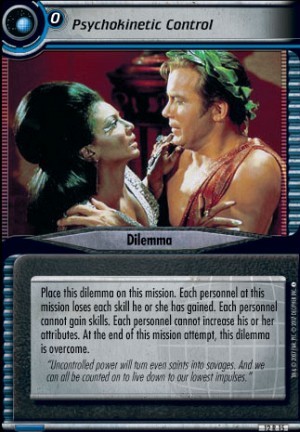 0
Psychokinetic Control
Dilemma
Place this dilemma on this mission. Each personnel at this
mission loses each skill he or she has gained. Each personnel
cannot gain skills. Each personnel cannot increase his or her
attributes. At the end of this mission attempt, this dilemma
is overcome.
"Uncontrolled power will turn even saints into savages. And we
can all be counted on to live down to our lowest impulses."